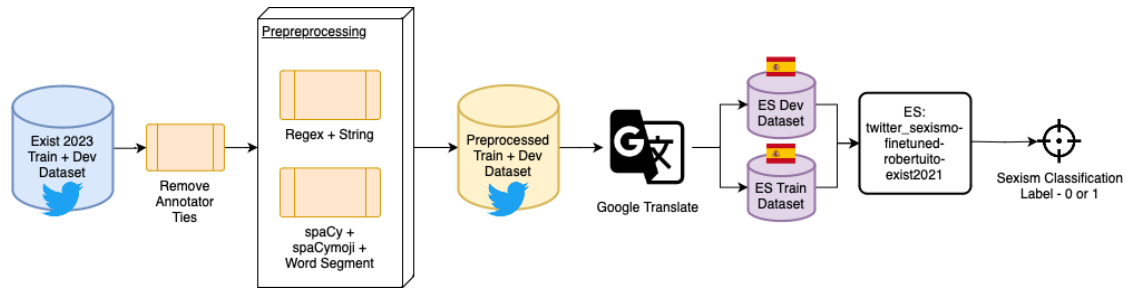 Exist 2023
Train + Dev
Dataset
Remove
Annotator
Ties
Prepreprocessing
Regex + String
spaCy +
spaCymoji +
Word Segment
Preprocessed
Train + Dev
Dataset
G
文
Google Translate
ES Dev
Dataset
ES Train
Dataset
ES:
twitter_sexismo-
finetuned-
robertuito-
exist2021
Sexism Classification
Label - 0 or 1